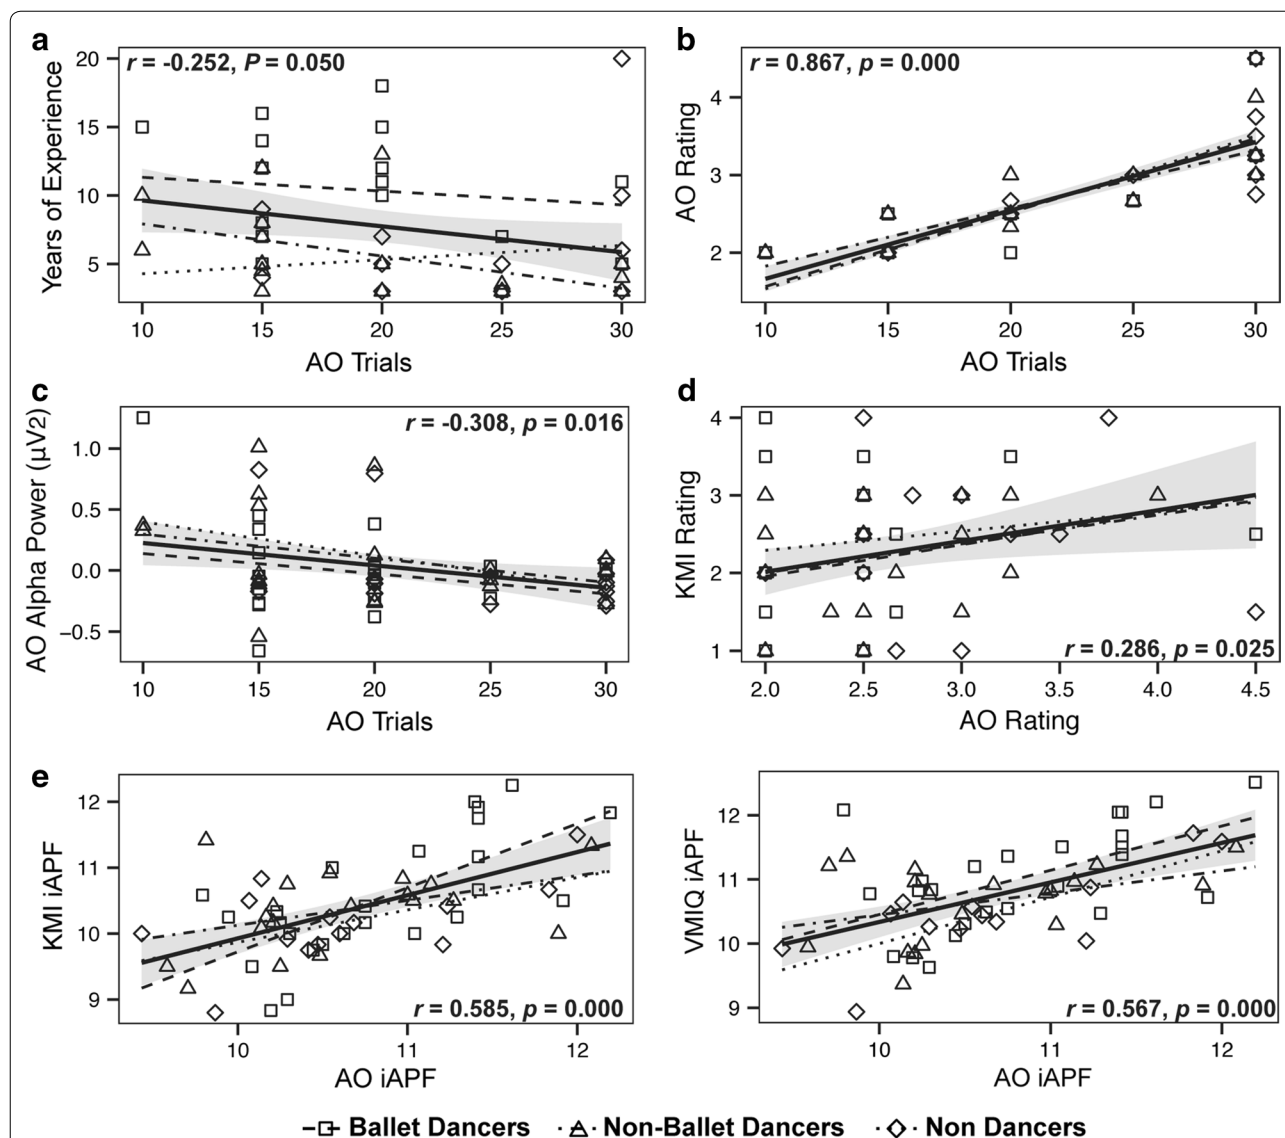 a
r = -0.252, P = 0.050
Years of Experience
20
15
10
5
10 15 20 25 30
AO Trials
b
r = 0.867, p = 0.000
AO Rating
4
3
2
10 15 20 25 30
AO Trials
c
r = -0.308, p = 0.016
AO Alpha Power (µV2)
1.0
0.5
0.0
−0.5
10 15 20 25 30
AO Trials
d
KMI Rating
4
3
2
1
r = 0.286, p = 0.025
2.0 2.5 3.0 3.5 4.0 4.5
AO Rating
e
KMI iAPF
12
11
10
9
r = 0.585, p = 0.000
10 11 12
AO iAPF
VMIQ iAPF
12
11
10
9
r = 0.567, p = 0.000
10 11 12
AO iAPF
Ballet Dancers Non-Ballet Dancers Non Dancers